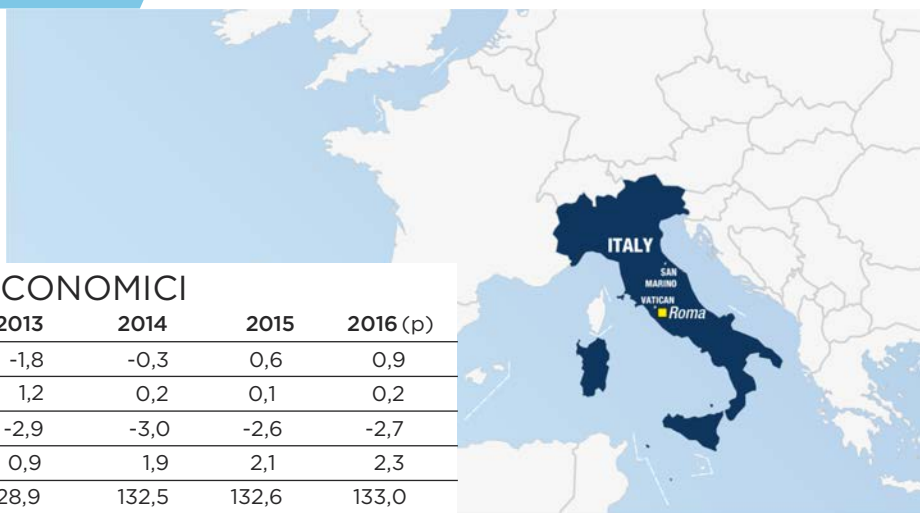 ITALY
SAN
MARINO
VATICAN
Roma
CONOMICI
2013 2014 2015 2016 (p)
-1,8 -0,3 0,6 0,9
1,2 0,2 0,1 0,2
-2,9 -3,0 -2,6 -2,7
0,9 1,9 2,1 2,3
28,9 132,5 132,6 133,0